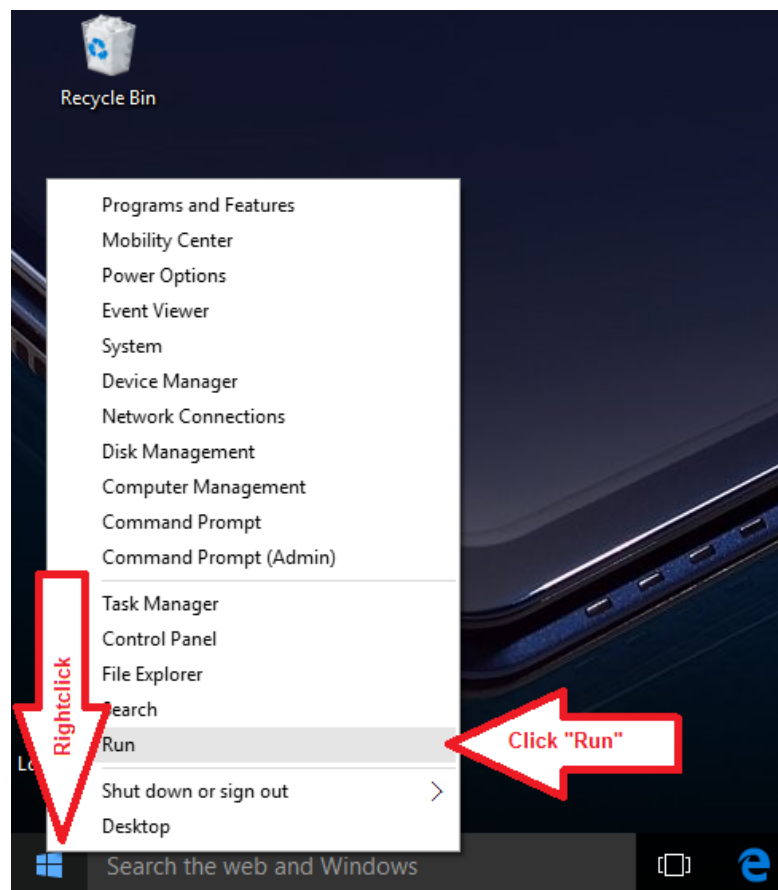 Recycle Bin
Programs and Features
Mobility Center
Power Options
Event Viewer
System
Device Manager
Network Connections
Disk Management
Computer Management
Command Prompt
Command Prompt (Admin)
Task Manager
Control Panel
File Explorer
Search
Run
Shut down or sign out
Desktop
Rightclick
Click "Run"
Search the web and Windows